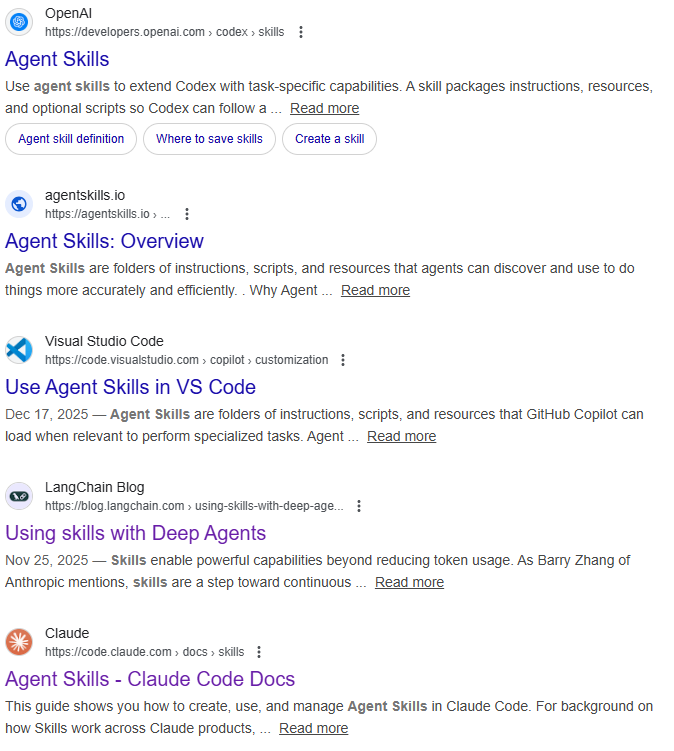 OpenAI
https://developers.openai.com › codex › skills
Agent Skills
Use agent skills to extend Codex with task-specific capabilities. A skill packages instructions, resources,
and optional scripts so Codex can follow a ... Read more
Agent skill definition
Where to save skills
Create a skill
agentskills.io
https://agentskills.io › ...
Agent Skills: Overview
Agent Skills are folders of instructions, scripts, and resources that agents can discover and use to do
things more accurately and efficiently. . Why Agent ... Read more
Visual Studio Code
https://code.visualstudio.com › copilot › customization
Use Agent Skills in VS Code
Dec 17, 2025 — Agent Skills are folders of instructions, scripts, and resources that GitHub Copilot can
load when relevant to perform specialized tasks. Agent ... Read more
LangChain Blog
https://blog.langchain.com › using-skills-with-deep-age...
Using skills with Deep Agents
Nov 25, 2025 — Skills enable powerful capabilities beyond reducing token usage. As Barry Zhang of
Anthropic mentions, skills are a step toward continuous ... Read more
Claude
https://code.claude.com › docs › skills
Agent Skills - Claude Code Docs
This guide shows you how to create, use, and manage Agent Skills in Claude Code. For background on
how Skills work across Claude products, ... Read more